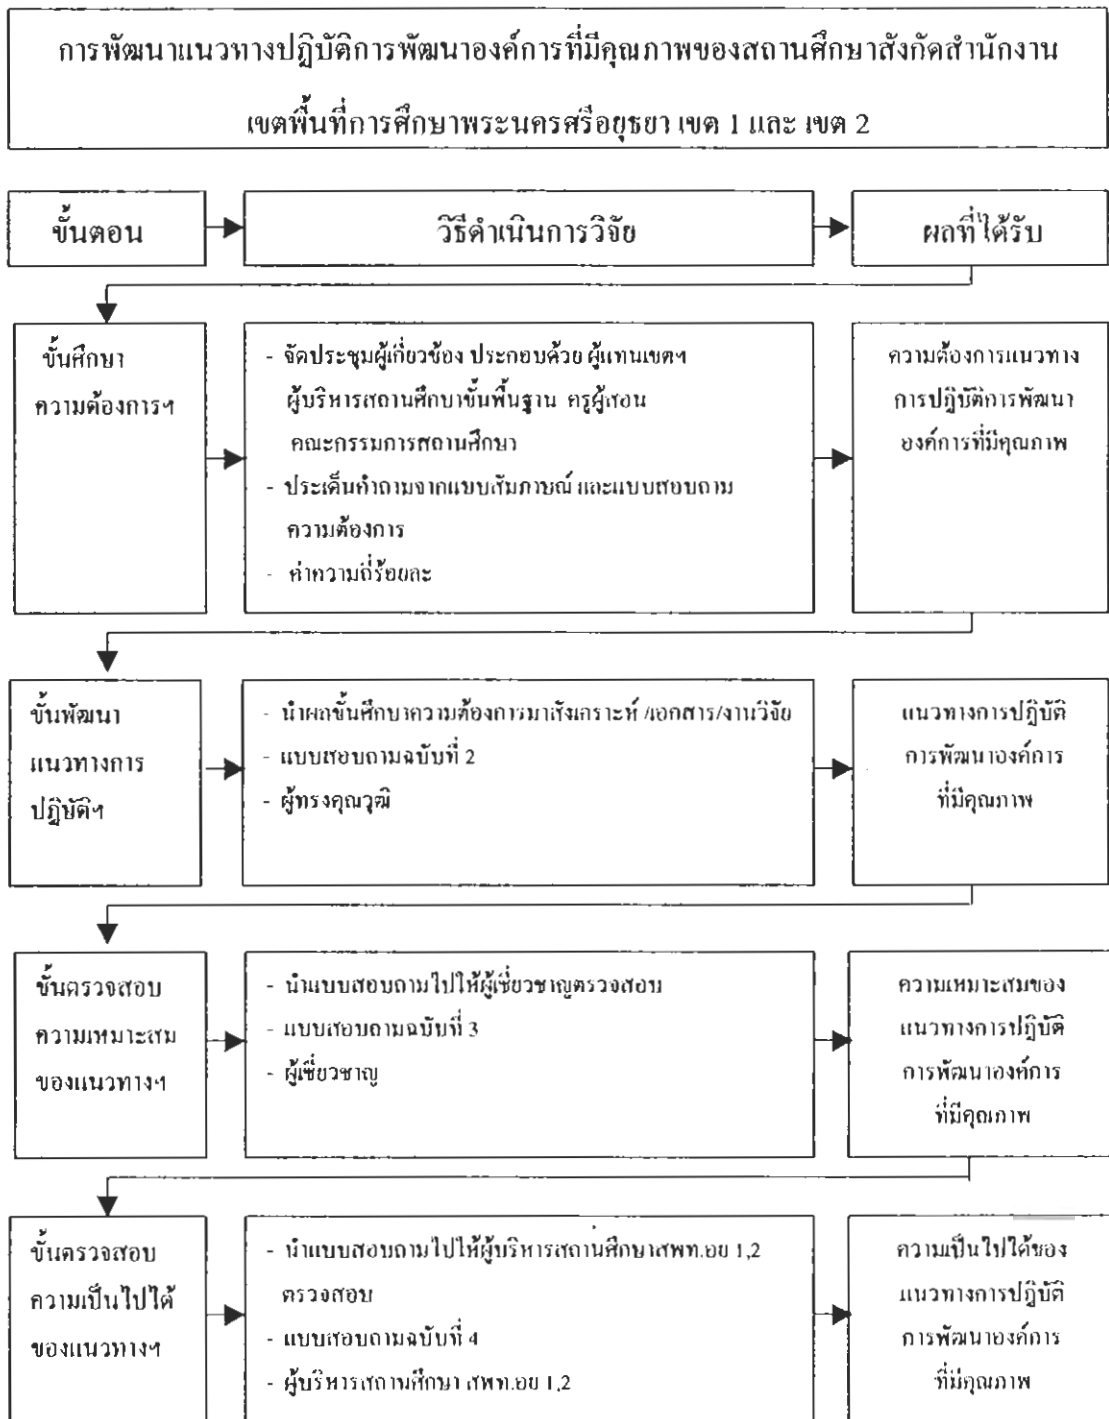 การพัฒนาแนวทางปฏิบัติการพัฒนาองค์การที่มีคุณภาพของสถานศึกษาสังกัดสำนักงาน
เขตพื้นที่การศึกษาพระนครศรีอยุธยา เขต 1 และ เขต 2
ขั้นตอน
วิธีดำเนินการวิจัย
ผลที่ได้รับ
ขั้นศึกษา
ความต้องการฯ
- จัดประชุมผู้เกี่ยวข้อง ประกอบด้วย ผู้แทนเขตฯ
ผู้บริหารสถานศึกษาขั้นพื้นฐาน ครูผู้สอน
คณะกรรมการสถานศึกษา
- ประเด็นคำถามจากแบบสัมภาษณ์ และแบบสอบถาม
ความต้องการ
- ค่าความถี่ร้อยละ
ความต้องการแนวทาง
การปฏิบัติการพัฒนา
องค์การที่มีคุณภาพ
ขั้นพัฒนา
แนวทางการ
ปฏิบัติฯ
- นำผลขั้นศึกษาความต้องการมาสังเคราะห์ /เอกสาร/งานวิจัย
- แบบสอบถามฉบับที่ 2
- ผู้ทรงคุณวุฒิ
แนวทางการปฏิบัติ
การพัฒนาองค์การ
ที่มีคุณภาพ
ขั้นตรวจสอบ
ความเหมาะสม
ของแนวทางฯ
- นำแบบสอบถามไปให้ผู้เชี่ยวชาญตรวจสอบ
- แบบสอบถามฉบับที่ 3
- ผู้เชี่ยวชาญ
ความเหมาะสมของ
แนวทางการปฏิบัติ
การพัฒนาองค์การ
ที่มีคุณภาพ
ขั้นตรวจสอบ
ความเป็นไปได้
ของแนวทางฯ
- นำแบบสอบถามไปให้ผู้บริหารสถานศึกษาสพท.อย 1,2
ตรวจสอบ
- แบบสอบถามฉบับที่ 4
- ผู้บริหารสถานศึกษา สพท.อย 1,2
ความเป็นไปได้ของ
แนวทางการปฏิบัติ
การพัฒนาองค์การ
ที่มีคุณภาพ